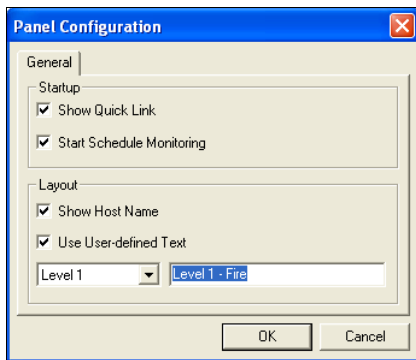 Panel Configuration
General
Startup
Show Quick Link
Start Schedule Monitoring
Layout
Show Host Name
Use User-defined Text
Level 1 Level 1 - Fire
OK Cancel